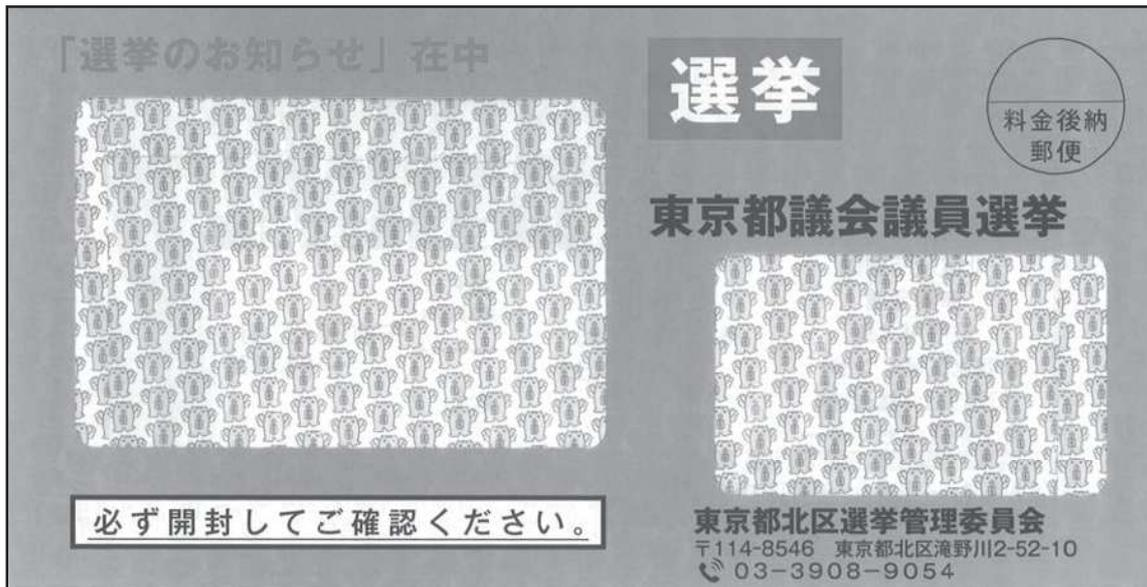 「選挙のお知らせ」在中
選挙
料金後納
郵便
東京都議会議員選挙
必ず開封してご確認ください。
東京都北区選挙管理委員会
〒114-8546　東京都北区滝野川2-52-10
03-3908-9054